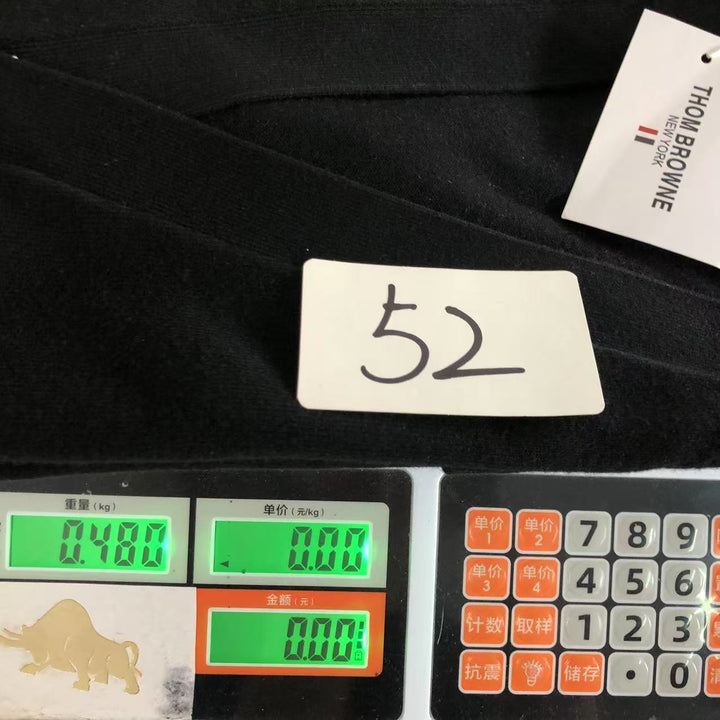 THOM BROWNE
NEW YORK
52
重量(kg)
0.480
单价(元/kg)
0.00
金额(元)
0.00
单价1 单价2 7 8 9
单价3 单价4 4 5 6
计数 取样 1 2 3
抗震 储存 · 0 清